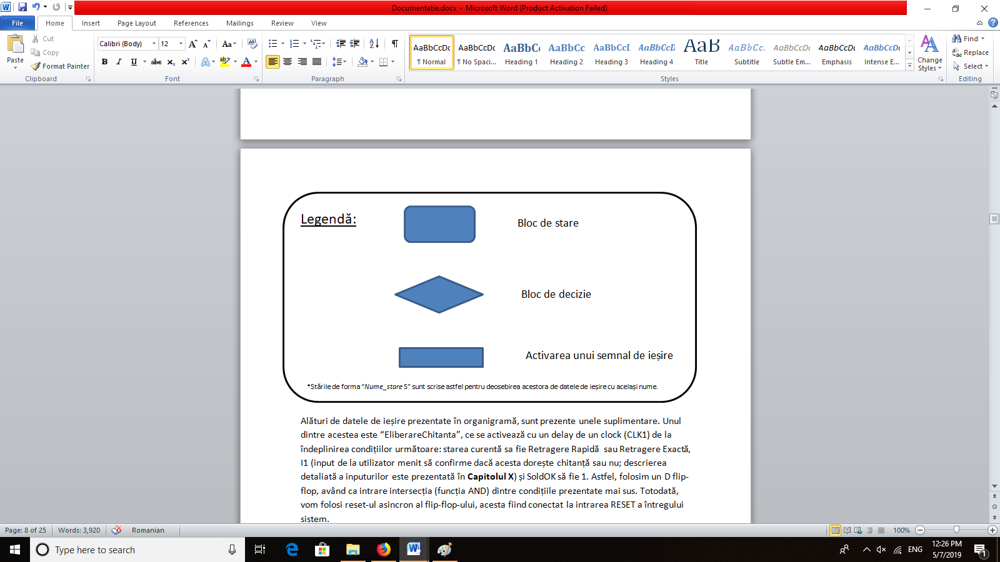 Documentatie.docx - Microsoft Word (Product Activation Failed)
File Home Insert Page Layout References Mailings Review View
Paste
Cut
Copy
Format Painter
Clipboard
Calibri (Body) 12
Font
Paragraph
AaBbCcDc AaBbCcDc AaBbCc AaBbCc AaBbCcI AaBbCcD AaB AaBbCc. AaBbCcDc AaBbCcDc AaBbCcDc
¶ Normal ¶ No Spaci... Heading 1 Heading 2 Heading 3 Heading 4 Title Subtitle Subtle Em... Emphasis Intense E...
Styles
Change
Styles
Find
Replace
Select
Editing
Legendă:
Bloc de stare
Bloc de decizie
Activarea unui semnal de ieșire
*Stările de forma “Nume_stare S” sunt scrise astfel pentru deosebirea acestora de datele de ieșire cu același nume.
Alături de datele de ieșire prezentate în organigramă, sunt prezente unele suplimentare. Unul
dintre acestea este “EliberareChitanta”, ce se activează cu un delay de un clock (CLK1) de la
îndeplinirea condițiilor următoare: starea curentă sa fie Retragere Rapidă sau Retragere Exactă,
I1 (input de la utilizator menit să confirme dacă acesta dorește chitanță sau nu; descrierea
detaliată a inputurilor este prezentată în Capitolul X) și SoldOK să fie 1. Astfel, folosim un D flip-
flop, având ca intrare intersecția (funcția AND) dintre condițiile prezentate mai sus. Totodată,
vom folosi reset-ul asincron al flip-flop-ului, acesta fiind conectat la intrarea RESET a întregului
sistem.
Page: 8 of 25 Words: 3,920 Romanian 100%
Type here to search
ENG
12:26 PM
5/7/2019
1